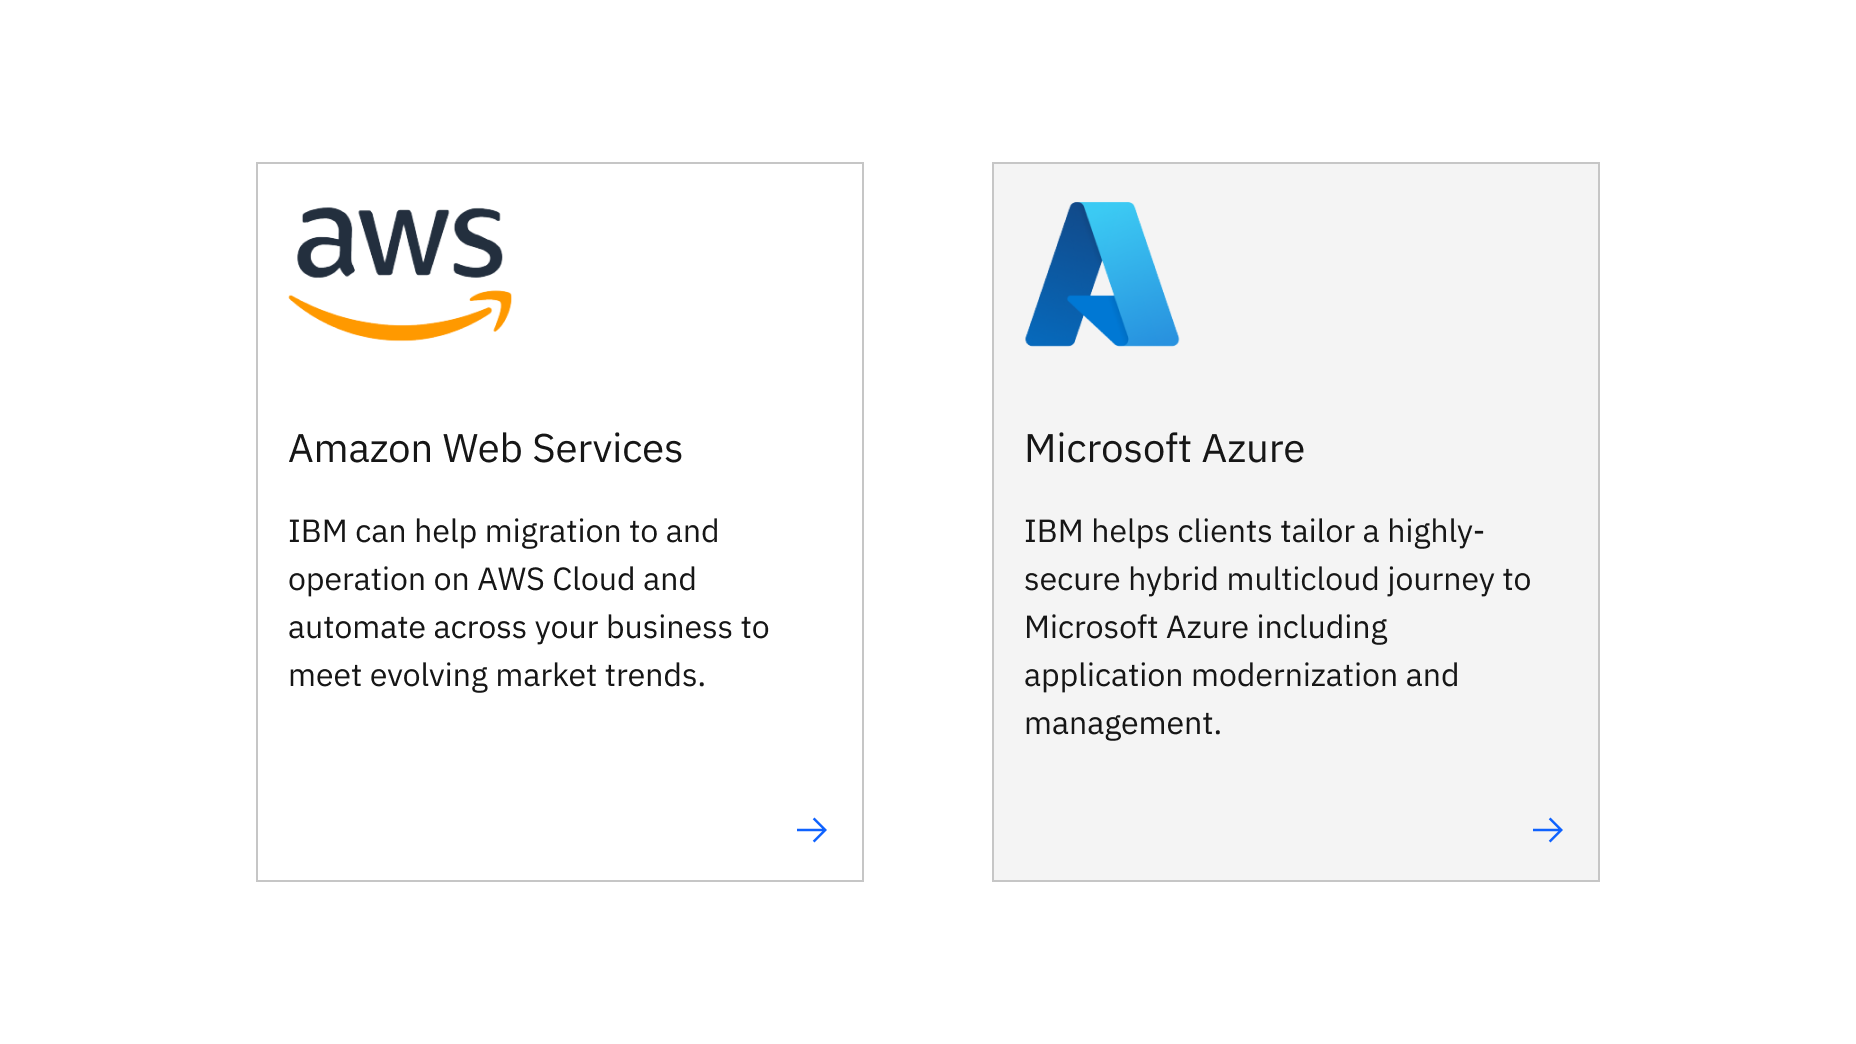 aws
Amazon Web Services
IBM can help migration to and
operation on AWS Cloud and
automate across your business to
meet evolving market trends.
Microsoft Azure
IBM helps clients tailor a highly-
secure hybrid multicloud journey to
Microsoft Azure including
application modernization and
management.